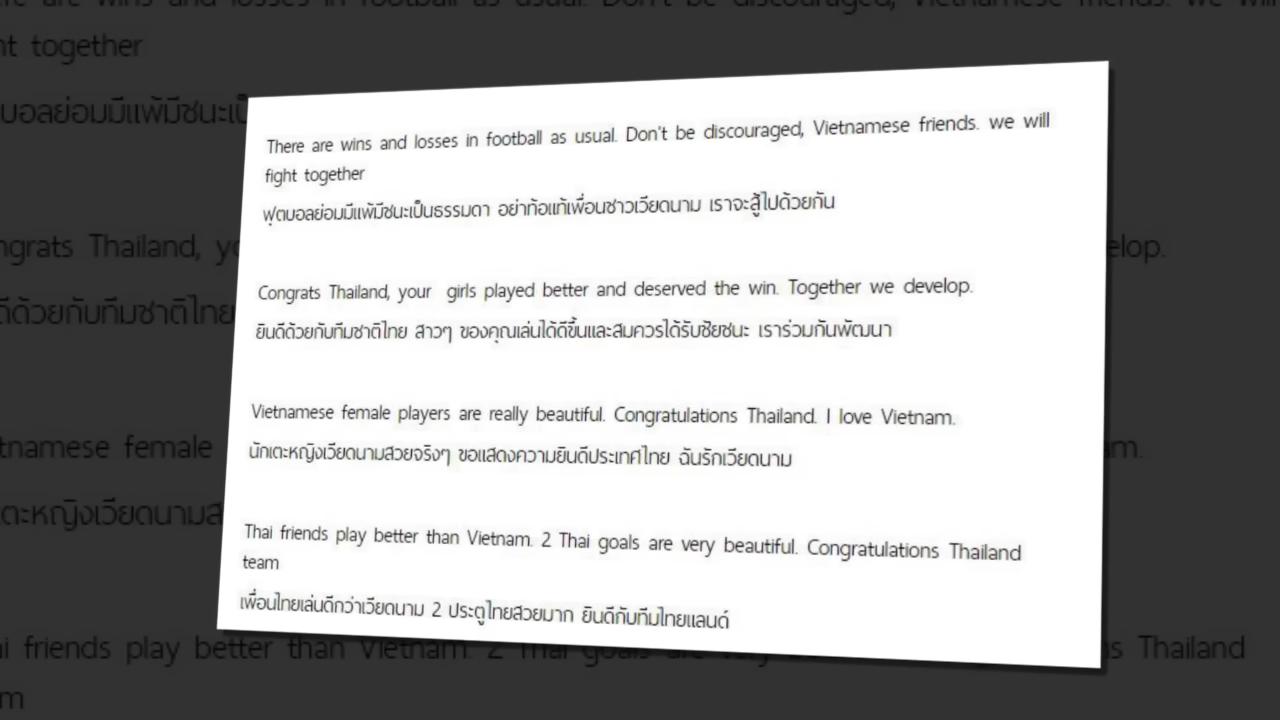 There are wins and losses in football as usual. Don't be discouraged, Vietnamese friends. we will
fight together
ฟุตบอลย่อมมีแพ้มีชนะเป็นธรรมดา อย่าท้อแท้เพื่อนชาวเวียดนาม เราจะสู้ไปด้วยกัน
Congrats Thailand, your girls played better and deserved the win. Together we develop.
ยินดีด้วยกับทีมชาติไทย สาวๆ ของคุณเล่นได้ดีขึ้นและสมควรได้รับชัยชนะ เราร่วมกันพัฒนา
Vietnamese female players are really beautiful. Congratulations Thailand. I love Vietnam.
นักเตะหญิงเวียดนามสวยจริงๆ ขอแสดงความยินดีประเทศไทย ฉันรักเวียดนาม
Thai friends play better than Vietnam. 2 Thai goals are very beautiful. Congratulations Thailand
team
เพื่อนไทยเล่นดีกว่าเวียดนาม 2 ประตูไทยสวยมาก ยินดีกับทีมไทยแลนด์